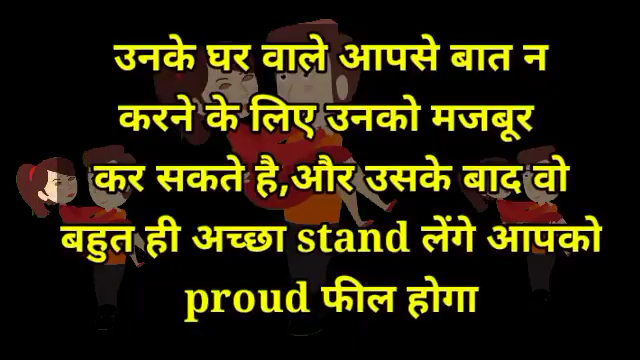 उनके घर वाले आपसे बात न
करने के लिए उनको मजबूर
कर सकते है,और उसके बाद वो
बहुत ही अच्छा stand लेंगे आपको
proud फील होगा